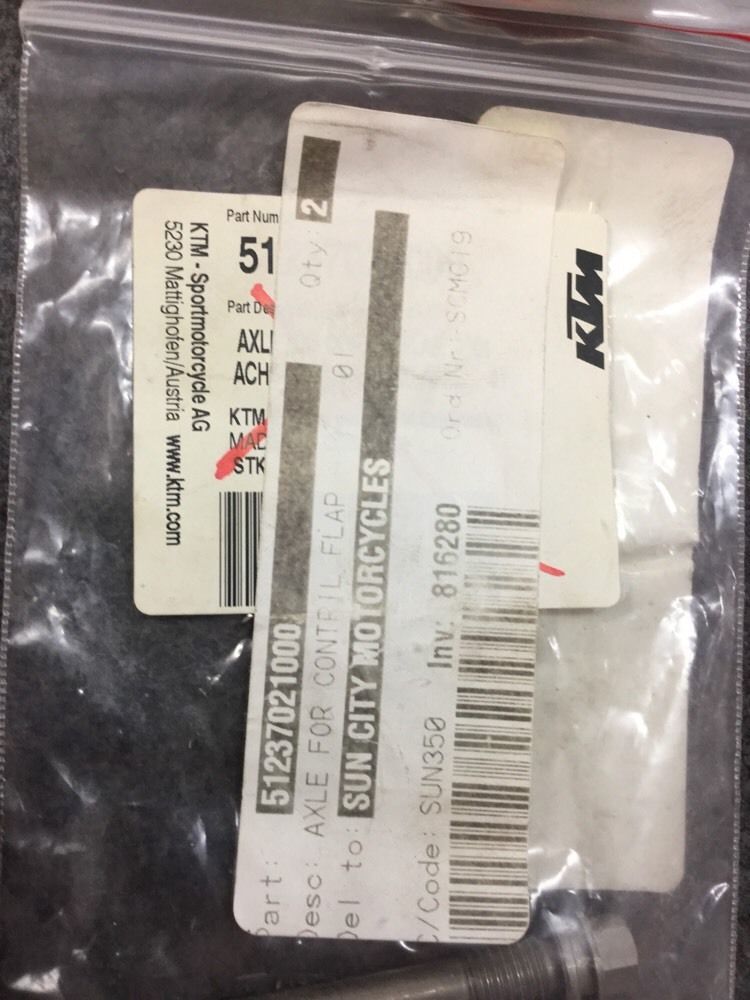 Part: 51237021000
Desc: AXLE FOR CONTRIL FLAP 01 Qty: 2
Del to: SUN CITY MOTORCYCLES
Inv: 816280 Ord Nr:
C/Code: SUN350
KTM - Sportmotorcycle AG
5230 Mattighofen/Austria www.ktm.com
Part Num
51
Part De
AXL
ACH
KTM
MAD
STK
KTM